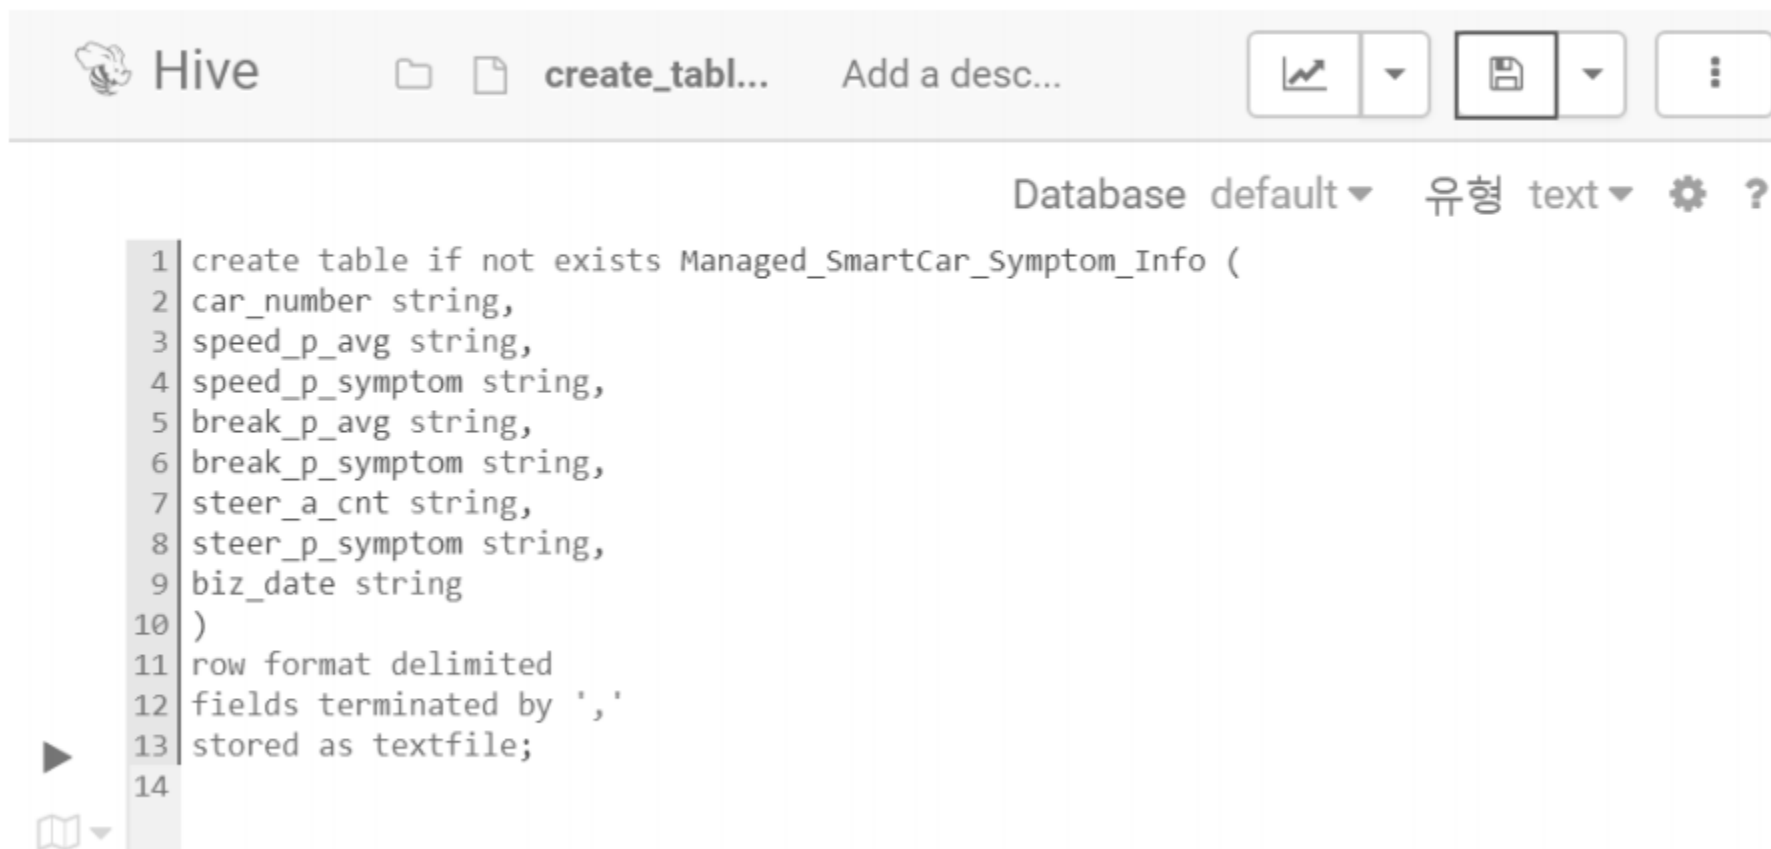 Hive create_tabl... Add a desc...
Database default 유형 text ?
1 create table if not exists Managed_SmartCar_Symptom_Info (
2 car_number string,
3 speed_p_avg string,
4 speed_p_symptom string,
5 break_p_avg string,
6 break_p_symptom string,
7 steer_a_cnt string,
8 steer_p_symptom string,
9 biz_date string
10 )
11 row format delimited
12 fields terminated by ','
13 stored as textfile;
14